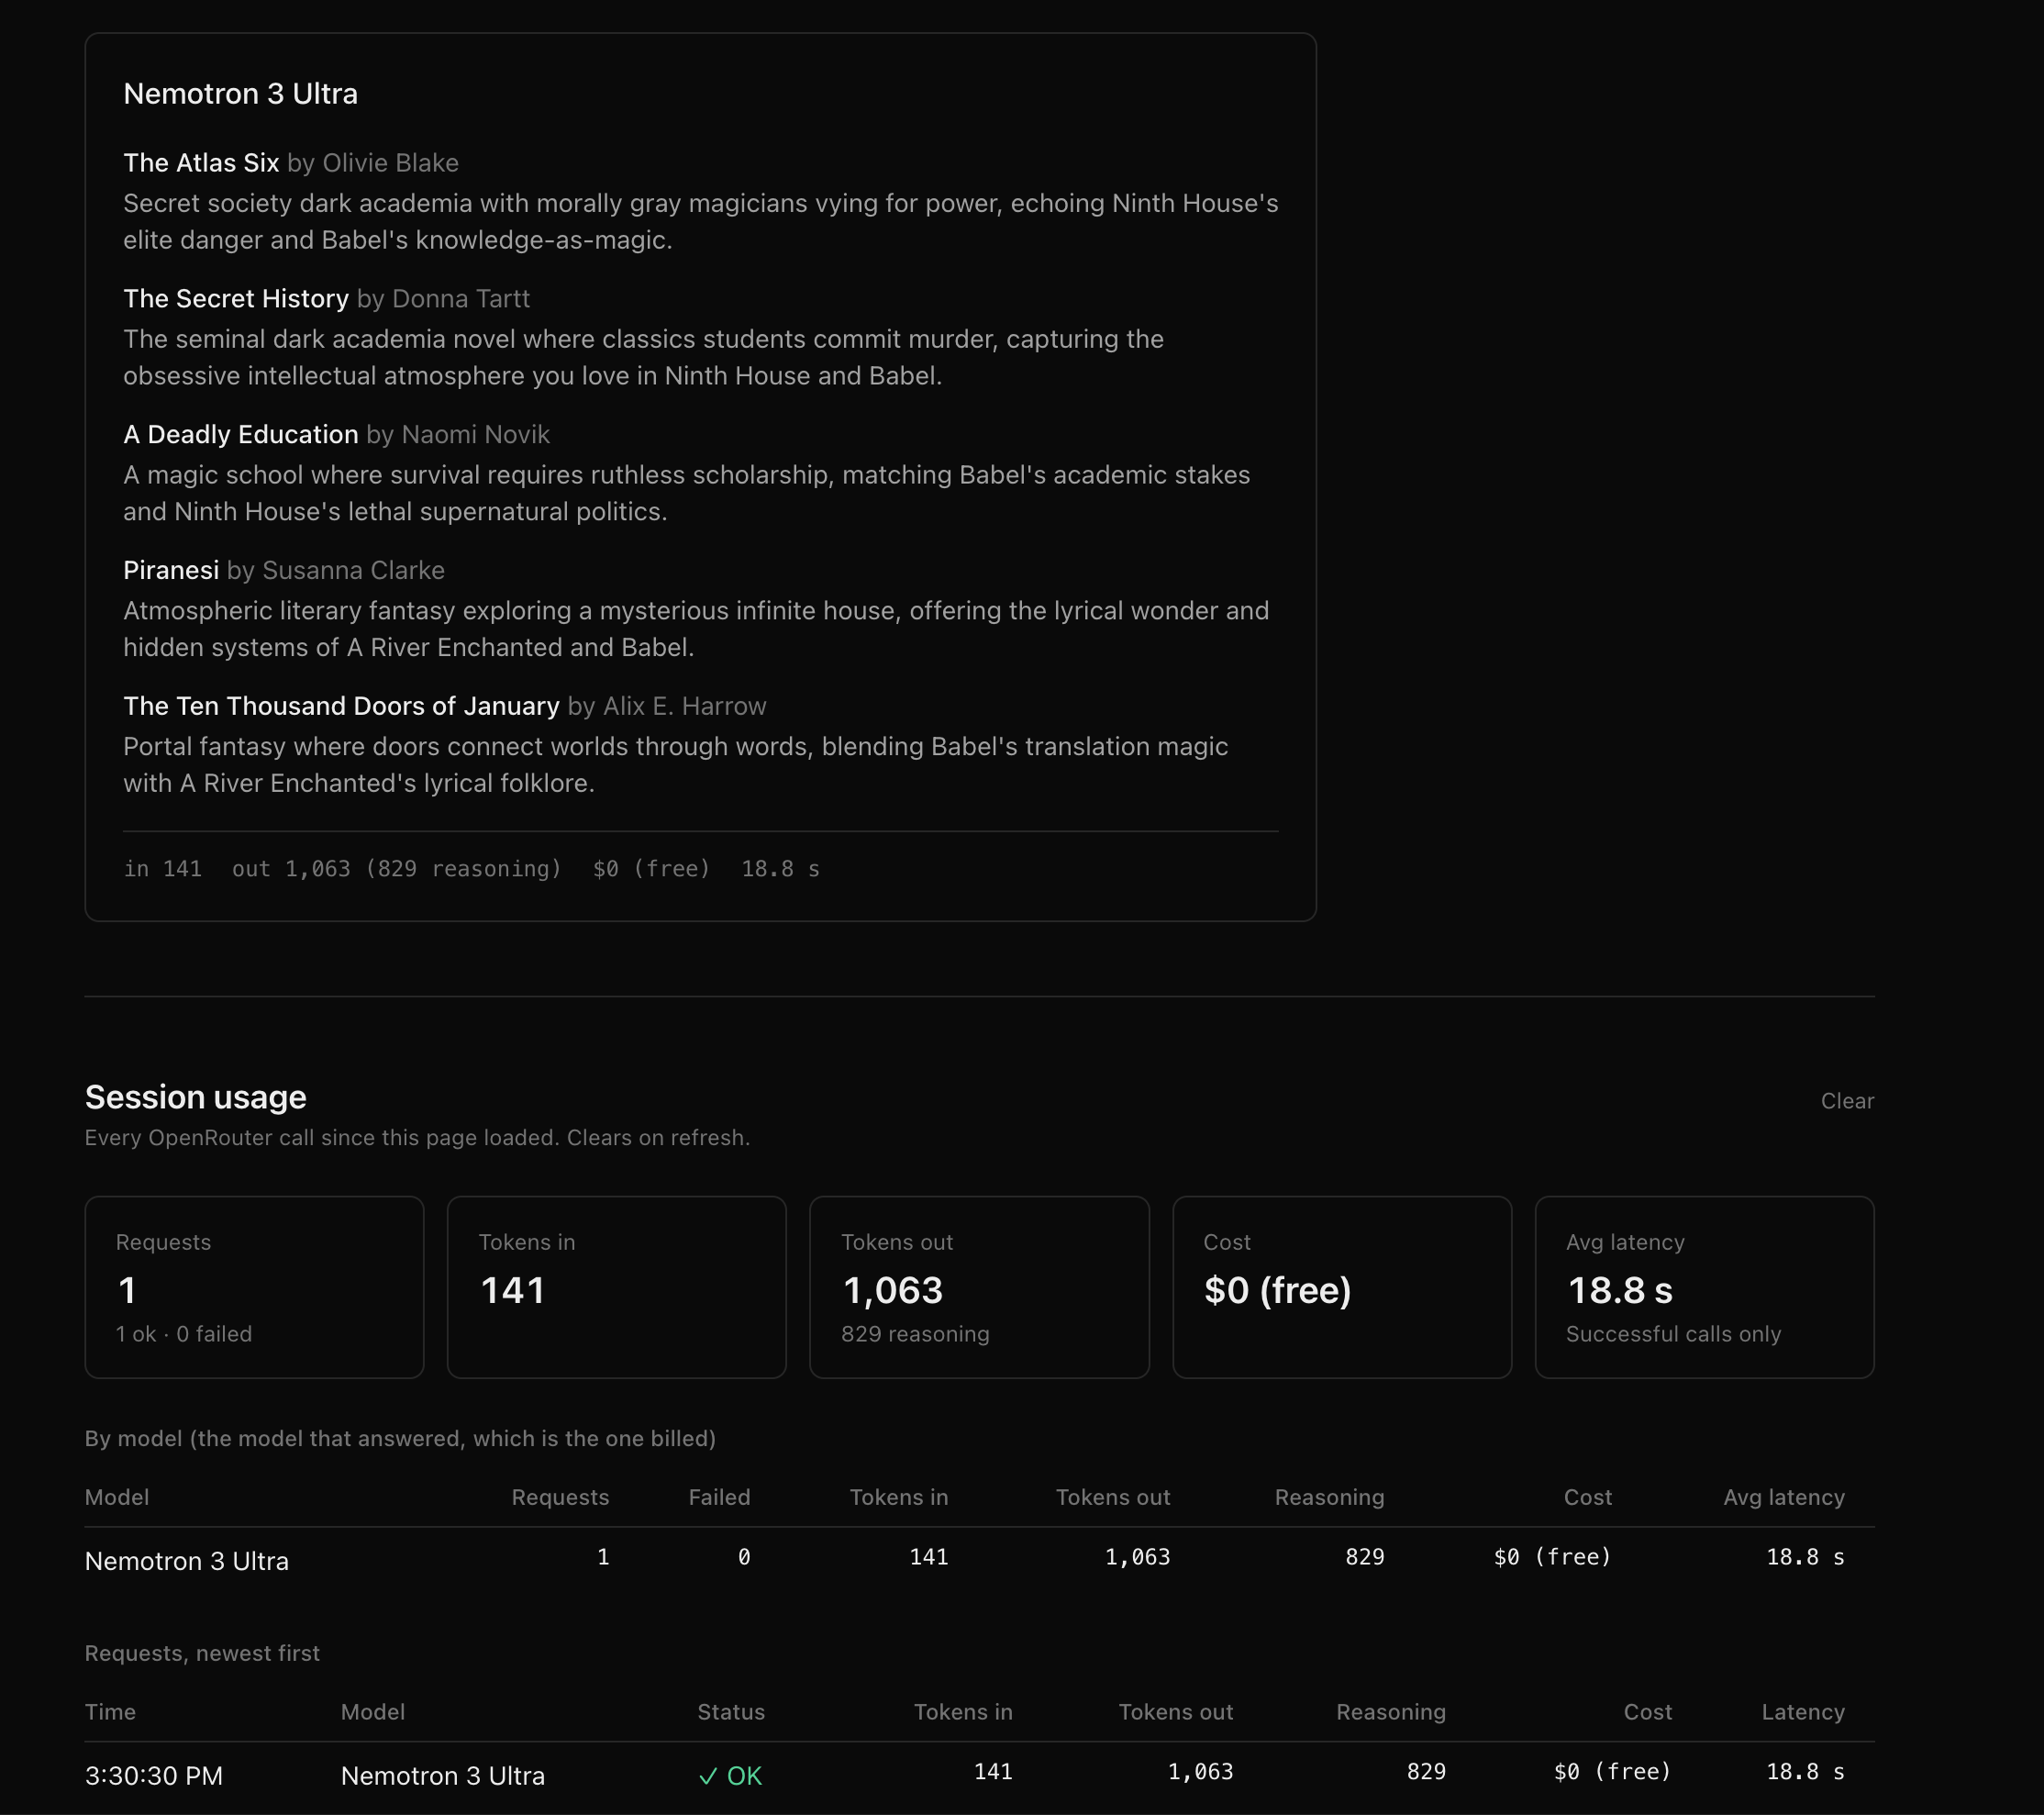 Nemotron 3 Ultra
The Atlas Six by Olivie Blake
Secret society dark academia with morally gray magicians vying for power, echoing Ninth House's
elite danger and Babel's knowledge-as-magic.
The Secret History by Donna Tartt
The seminal dark academia novel where classics students commit murder, capturing the
obsessive intellectual atmosphere you love in Ninth House and Babel.
A Deadly Education by Naomi Novik
A magic school where survival requires ruthless scholarship, matching Babel's academic stakes
and Ninth House's lethal supernatural politics.
Piranesi by Susanna Clarke
Atmospheric literary fantasy exploring a mysterious infinite house, offering the lyrical wonder and
hidden systems of A River Enchanted and Babel.
The Ten Thousand Doors of January by Alix E. Harrow
Portal fantasy where doors connect worlds through words, blending Babel's translation magic
with A River Enchanted's lyrical folklore.
in 141 out 1,063 (829 reasoning) $0 (free) 18.8 s
Session usage
Clear
Every OpenRouter call since this page loaded. Clears on refresh.
Requests
1
1 ok · 0 failed
Tokens in
141
Tokens out
1,063
829 reasoning
Cost
$0 (free)
Avg latency
18.8 s
Successful calls only
By model (the model that answered, which is the one billed)
Model Requests Failed Tokens in Tokens out Reasoning Cost Avg latency
Nemotron 3 Ultra 1 0 141 1,063 829 $0 (free) 18.8 s
Requests, newest first
Time Model Status Tokens in Tokens out Reasoning Cost Latency
3:30:30 PM Nemotron 3 Ultra ✓ OK 141 1,063 829 $0 (free) 18.8 s